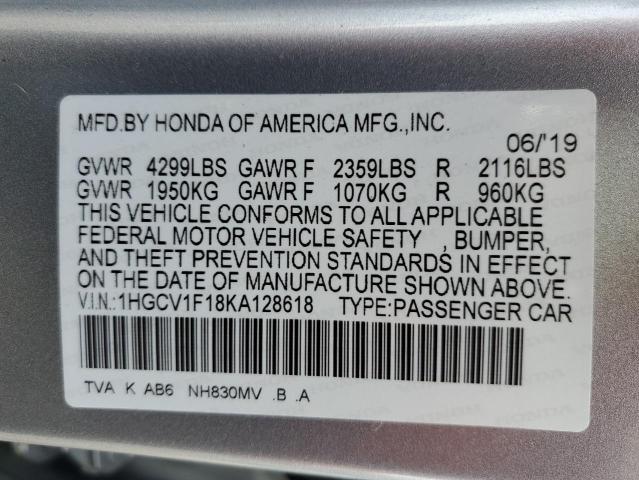 MFD.BY HONDA OF AMERICA MFG.,INC.
06/'19
GVWR 4299LBS GAWR F 2359LBS R 2116LBS
GVWR 1950KG GAWR F 1070KG R 960KG
THIS VEHICLE CONFORMS TO ALL APPLICABLE
FEDERAL MOTOR VEHICLE SAFETY , BUMPER,
AND THEFT PREVENTION STANDARDS IN EFFECT
ON THE DATE OF MANUFACTURE SHOWN ABOVE.
V.I.N.:1HGCV1F18KA128618 TYPE:PASSENGER CAR
TVA K AB6 NH830MV .B .A